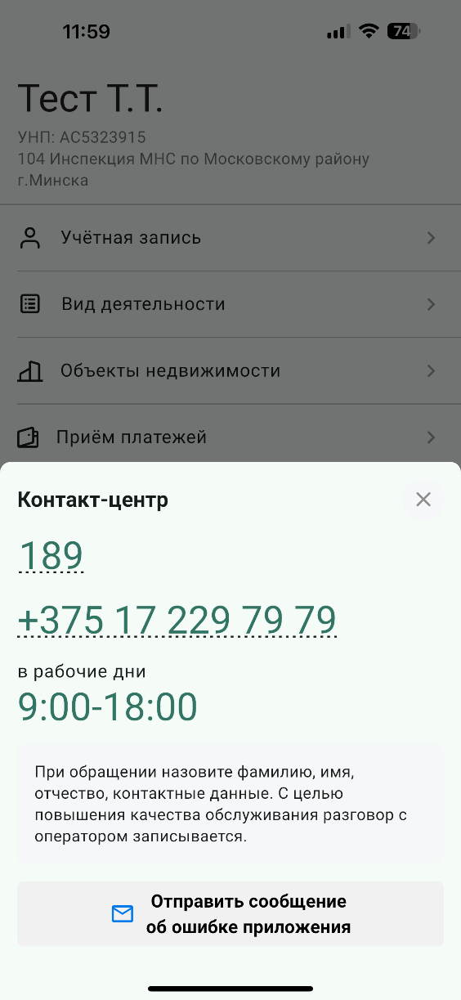 11:59
74
Тест Т.Т.
УНП: АС5323915
104 Инспекция МНС по Московскому району
г.Минска
Учётная запись
Вид деятельности
Объекты недвижимости
Приём платежей
Контакт-центр
189
+375 17 229 79 79
в рабочие дни
9:00-18:00
При обращении назовите фамилию, имя,
отчество, контактные данные. С целью
повышения качества обслуживания разговор с
оператором записывается.
Отправить сообщение
об ошибке приложения